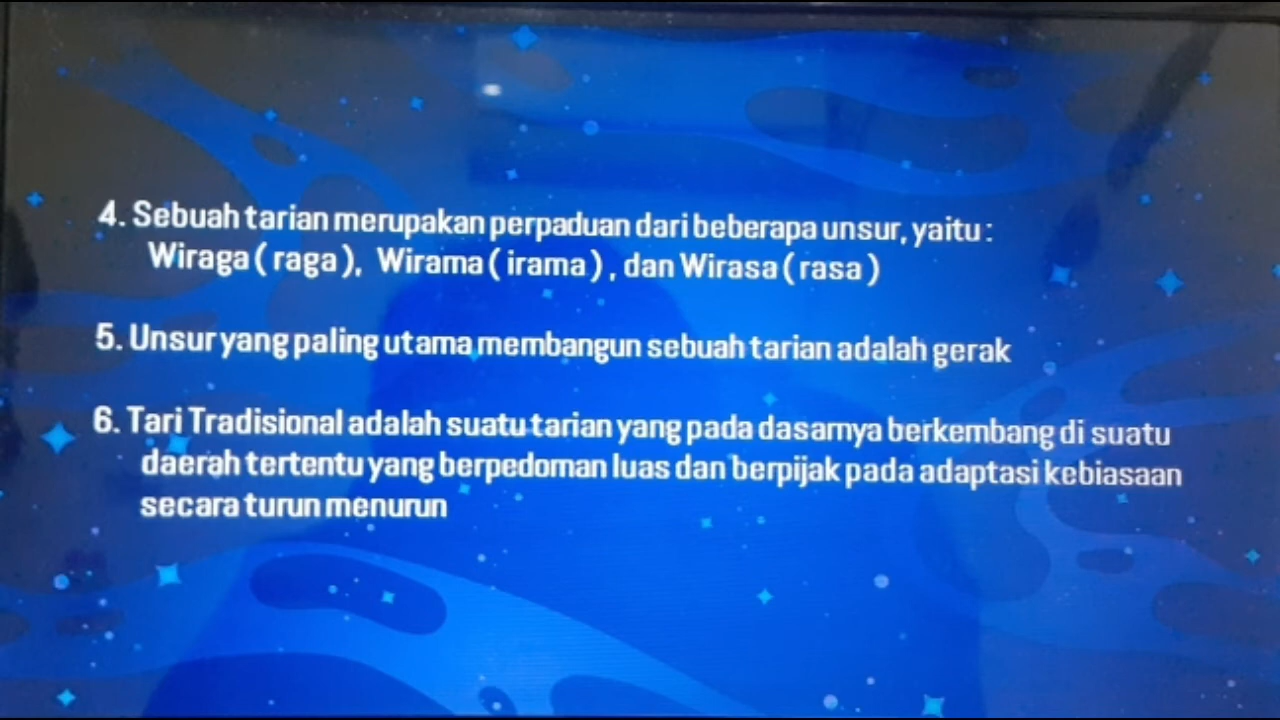 4. Sebuah tarian merupakan perpaduan dari beberapa unsur, yaitu :
Wiraga ( raga ), Wirama ( irama ) , dan Wirasa ( rasa )
5. Unsur yang paling utama membangun sebuah tarian adalah gerak
6. Tari Tradisional adalah suatu tarian yang pada dasarnya berkembang di suatu
daerah tertentu yang berpedoman luas dan berpijak pada adaptasi kebiasaan
secara turun menurun